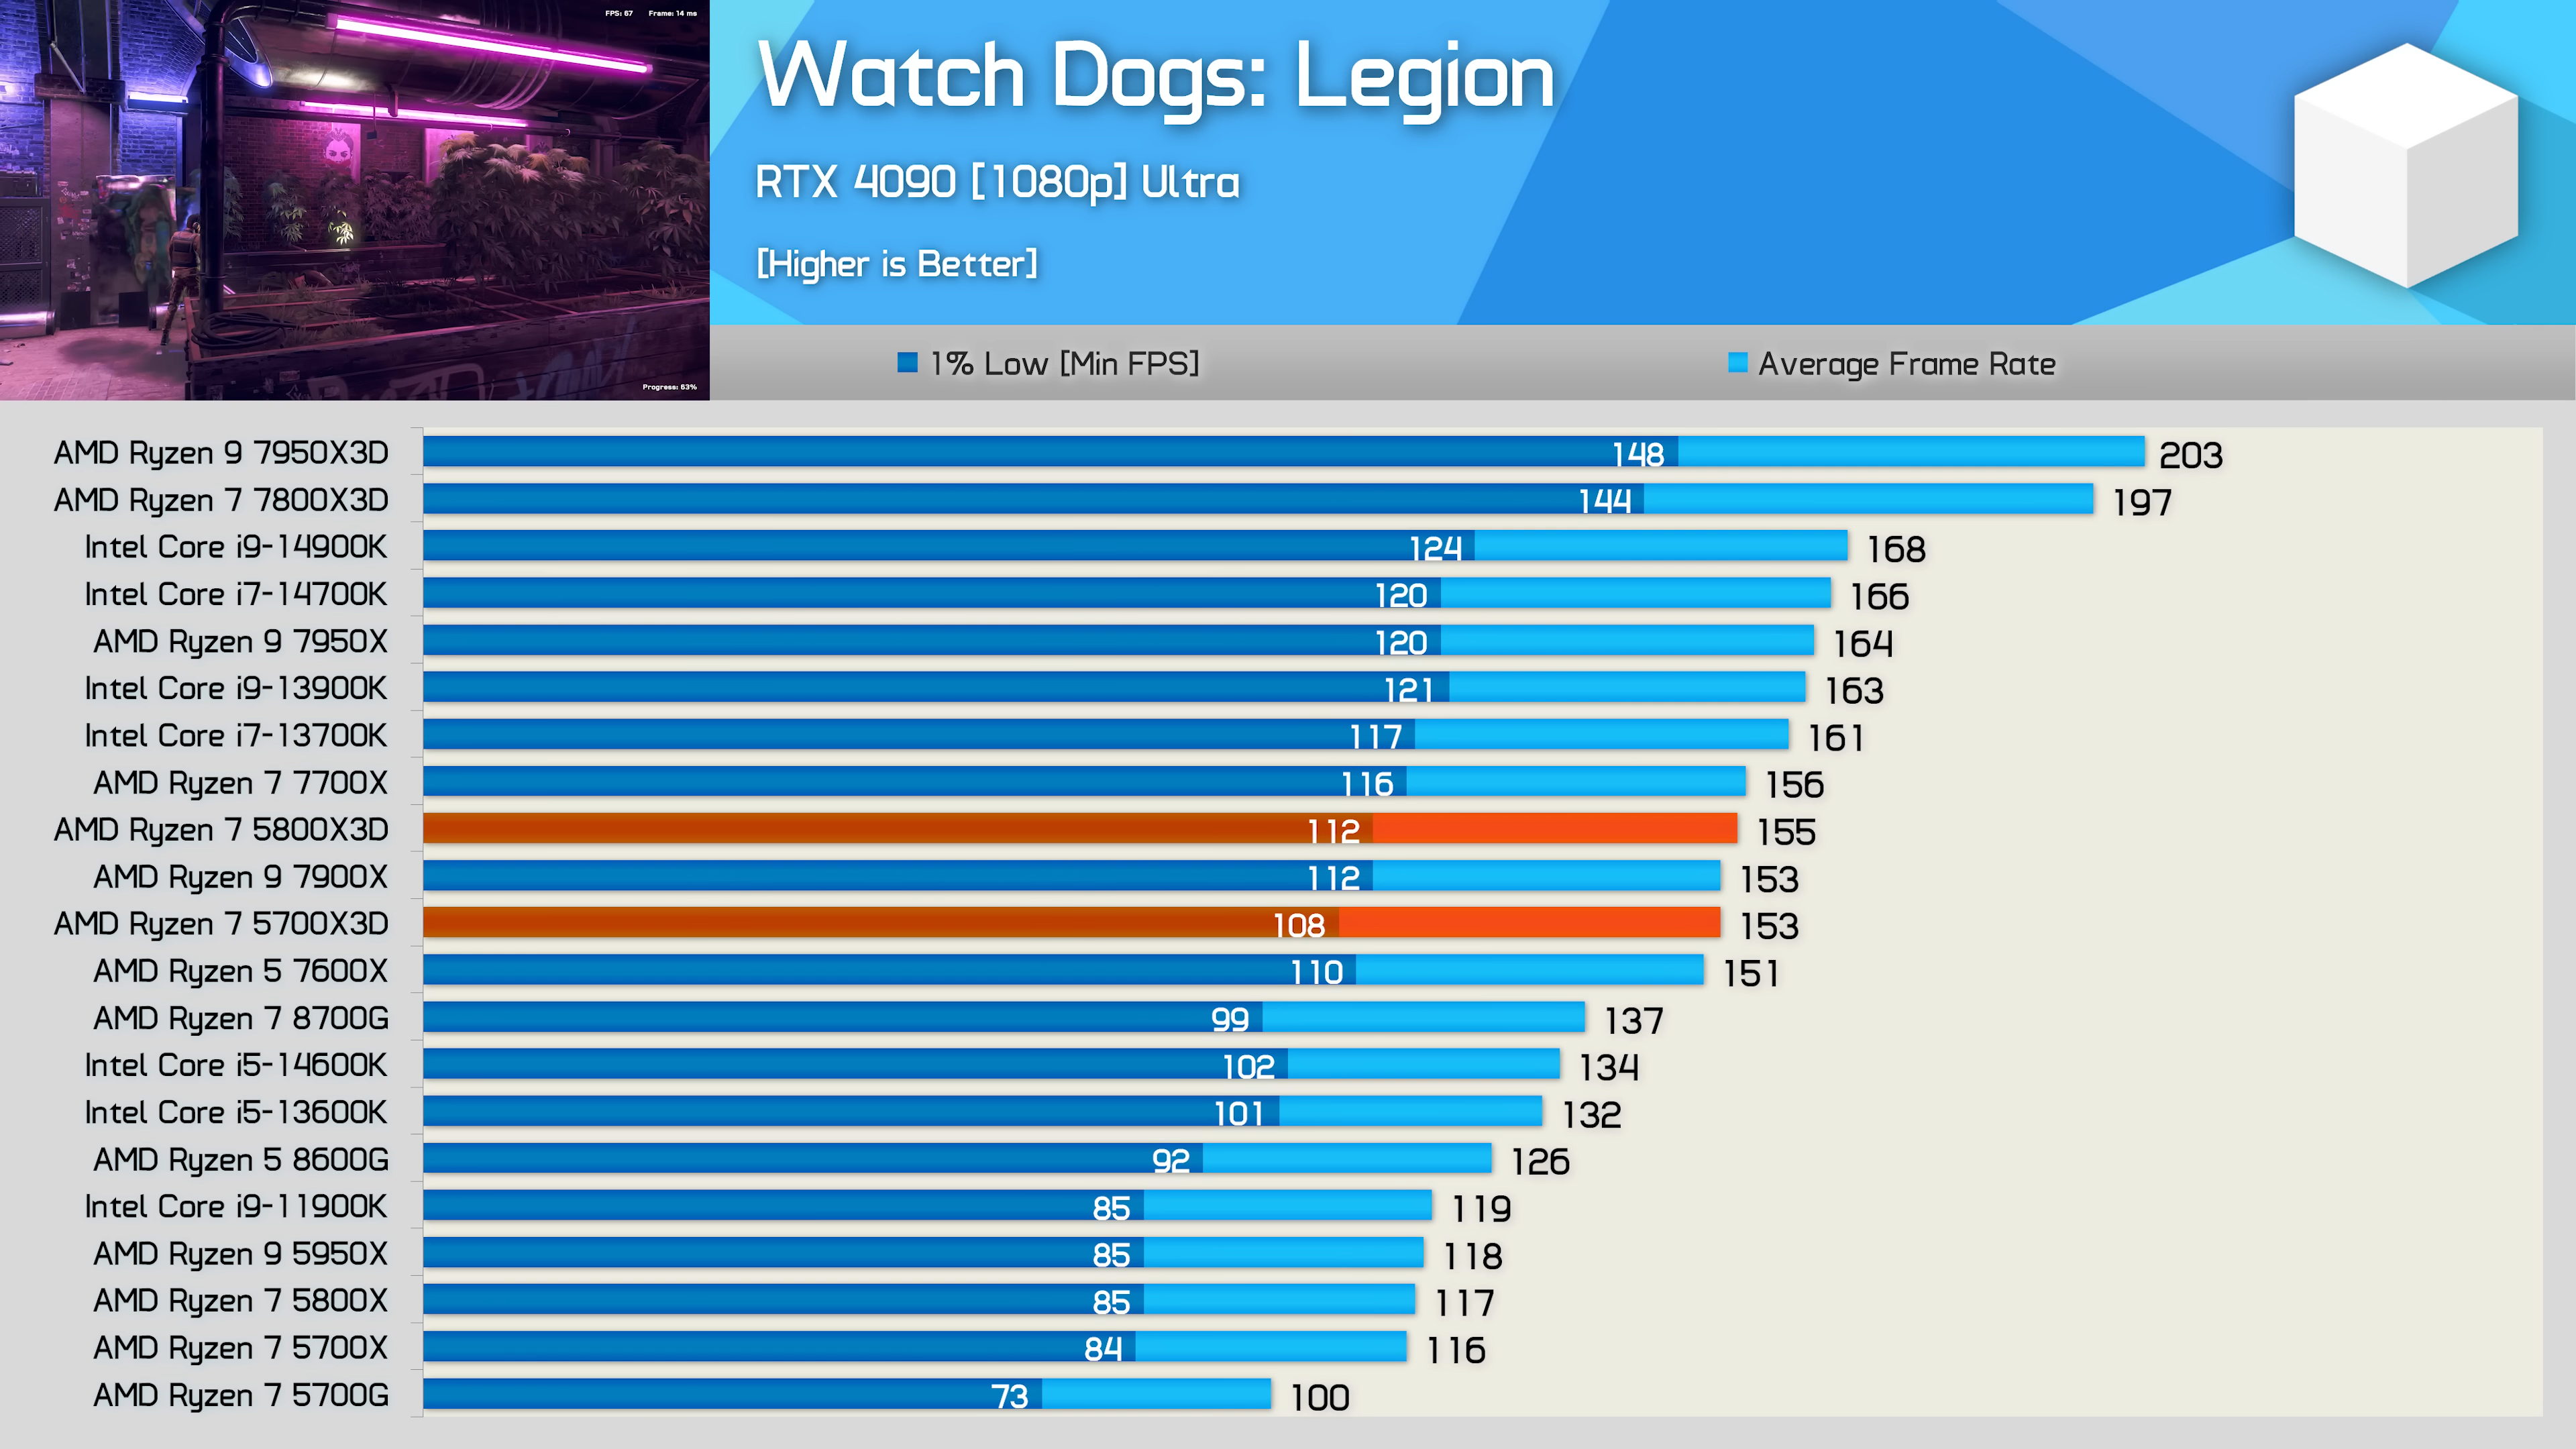 FPS: 67 Frame: 14 ms
Watch Dogs: Legion
RTX 4090 [1080p] Ultra
[Higher is Better]
Progress: 63%
1% Low [Min FPS] Average Frame Rate
AMD Ryzen 9 7950X3D 148 203
AMD Ryzen 7 7800X3D 144 197
Intel Core i9-14900K 124 168
Intel Core i7-14700K 120 166
AMD Ryzen 9 7950X 120 164
Intel Core i9-13900K 121 163
Intel Core i7-13700K 117 161
AMD Ryzen 7 7700X 116 156
AMD Ryzen 7 5800X3D 112 155
AMD Ryzen 9 7900X 112 153
AMD Ryzen 7 5700X3D 108 153
AMD Ryzen 5 7600X 110 151
AMD Ryzen 7 8700G 99 137
Intel Core i5-14600K 102 134
Intel Core i5-13600K 101 132
AMD Ryzen 5 8600G 92 126
Intel Core i9-11900K 85 119
AMD Ryzen 9 5950X 85 118
AMD Ryzen 7 5800X 85 117
AMD Ryzen 7 5700X 84 116
AMD Ryzen 7 5700G 73 100